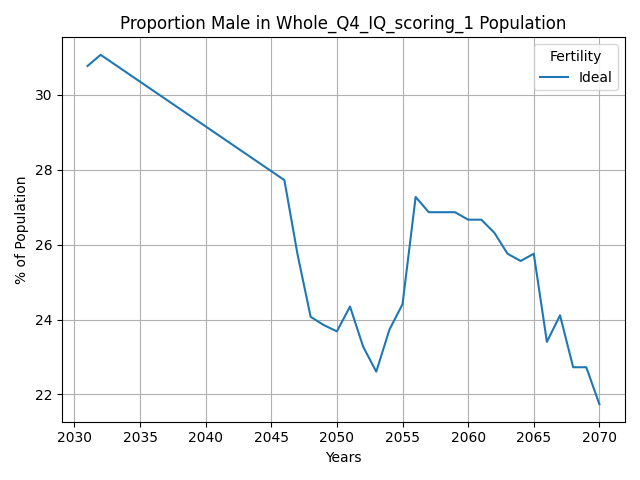 Proportion Male in Whole_Q4_IQ_scoring_1 Population
Fertility
Ideal
% of Population
30
28
26
24
22
2030 2035 2040 2045 2050 2055 2060 2065 2070
Years